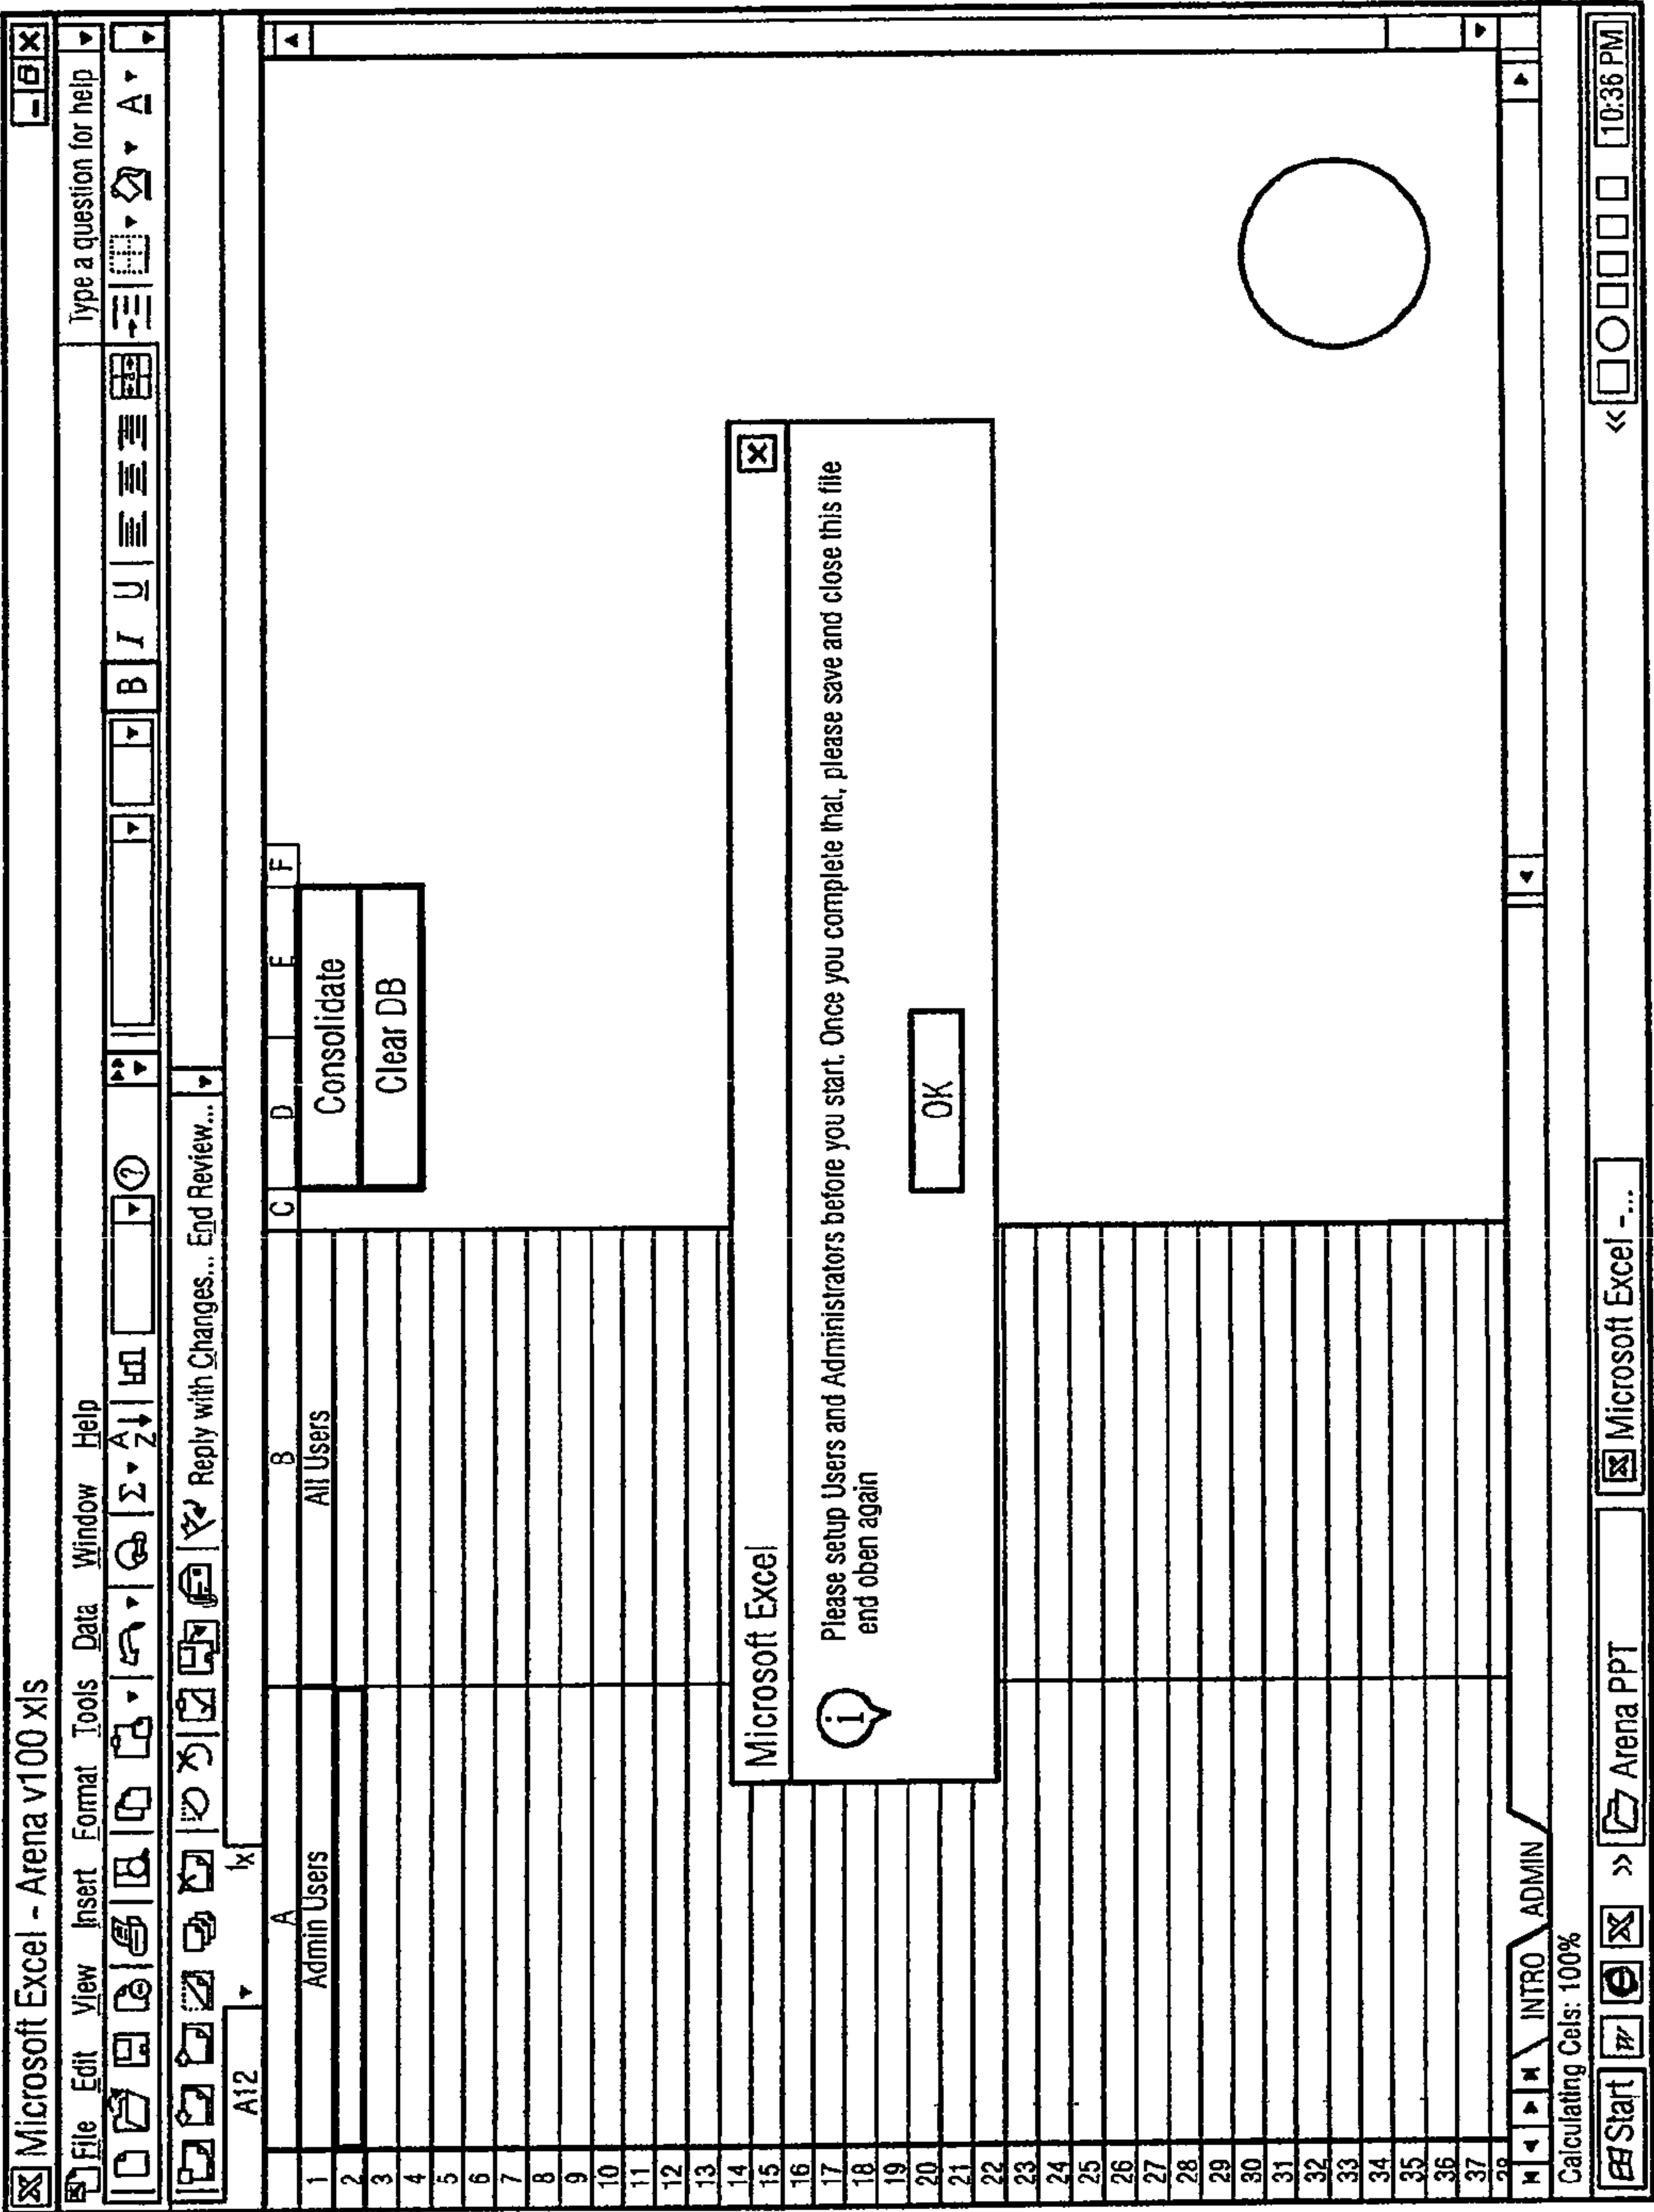 Microsoft Excel - Arena v100 xls
File Edit View Insert Format Tools Data Window Help Type a question for help
Σ A Z ? B I U A
Reply with Changes... End Review...
A12 fx
A B C D E F
1 Admin Users All Users Consolidate
2
3 Clear DB
4
5
6
7
8
9
10
11
12
13
14
15 Microsoft Excel
16
17 Please setup Users and Administrators before you start. Once you complete that, please save and close this file
18 end oben again
19
20 OK
21
22
23
24
25
26
27
28
29
30
31
32
33
34
35
36
37
INTRO ADMIN
Calculating Cels: 100%
Start W >> Arena PPT Microsoft Excel -... << 10:36 PM